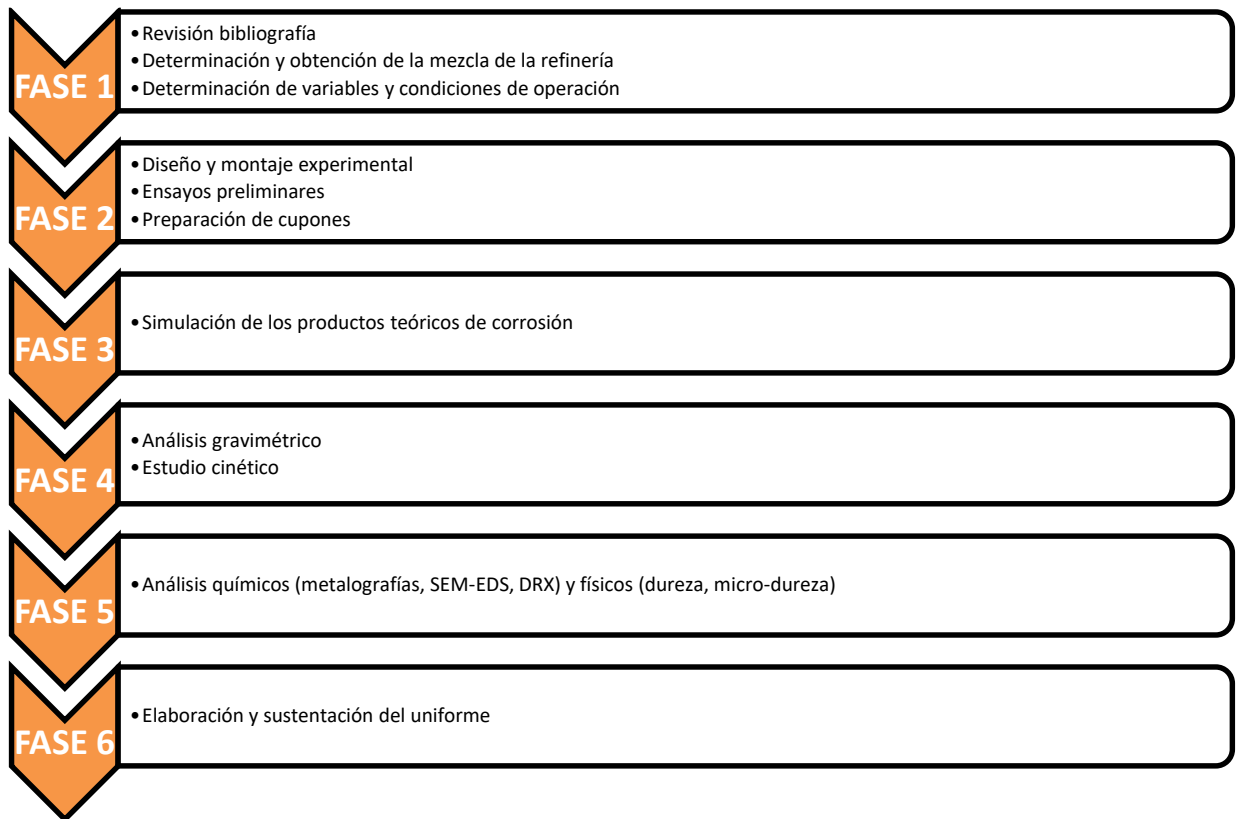 FASE 1
•Revisión bibliografía
•Determinación y obtención de la mezcla de la refinería
•Determinación de variables y condiciones de operación
FASE 2
•Diseño y montaje experimental
•Ensayos preliminares
•Preparación de cupones
FASE 3
•Simulación de los productos teóricos de corrosión
FASE 4
•Análisis gravimétrico
•Estudio cinético
FASE 5
•Análisis químicos (metalografías, SEM-EDS, DRX) y físicos (dureza, micro-dureza)
FASE 6
•Elaboración y sustentación del uniforme